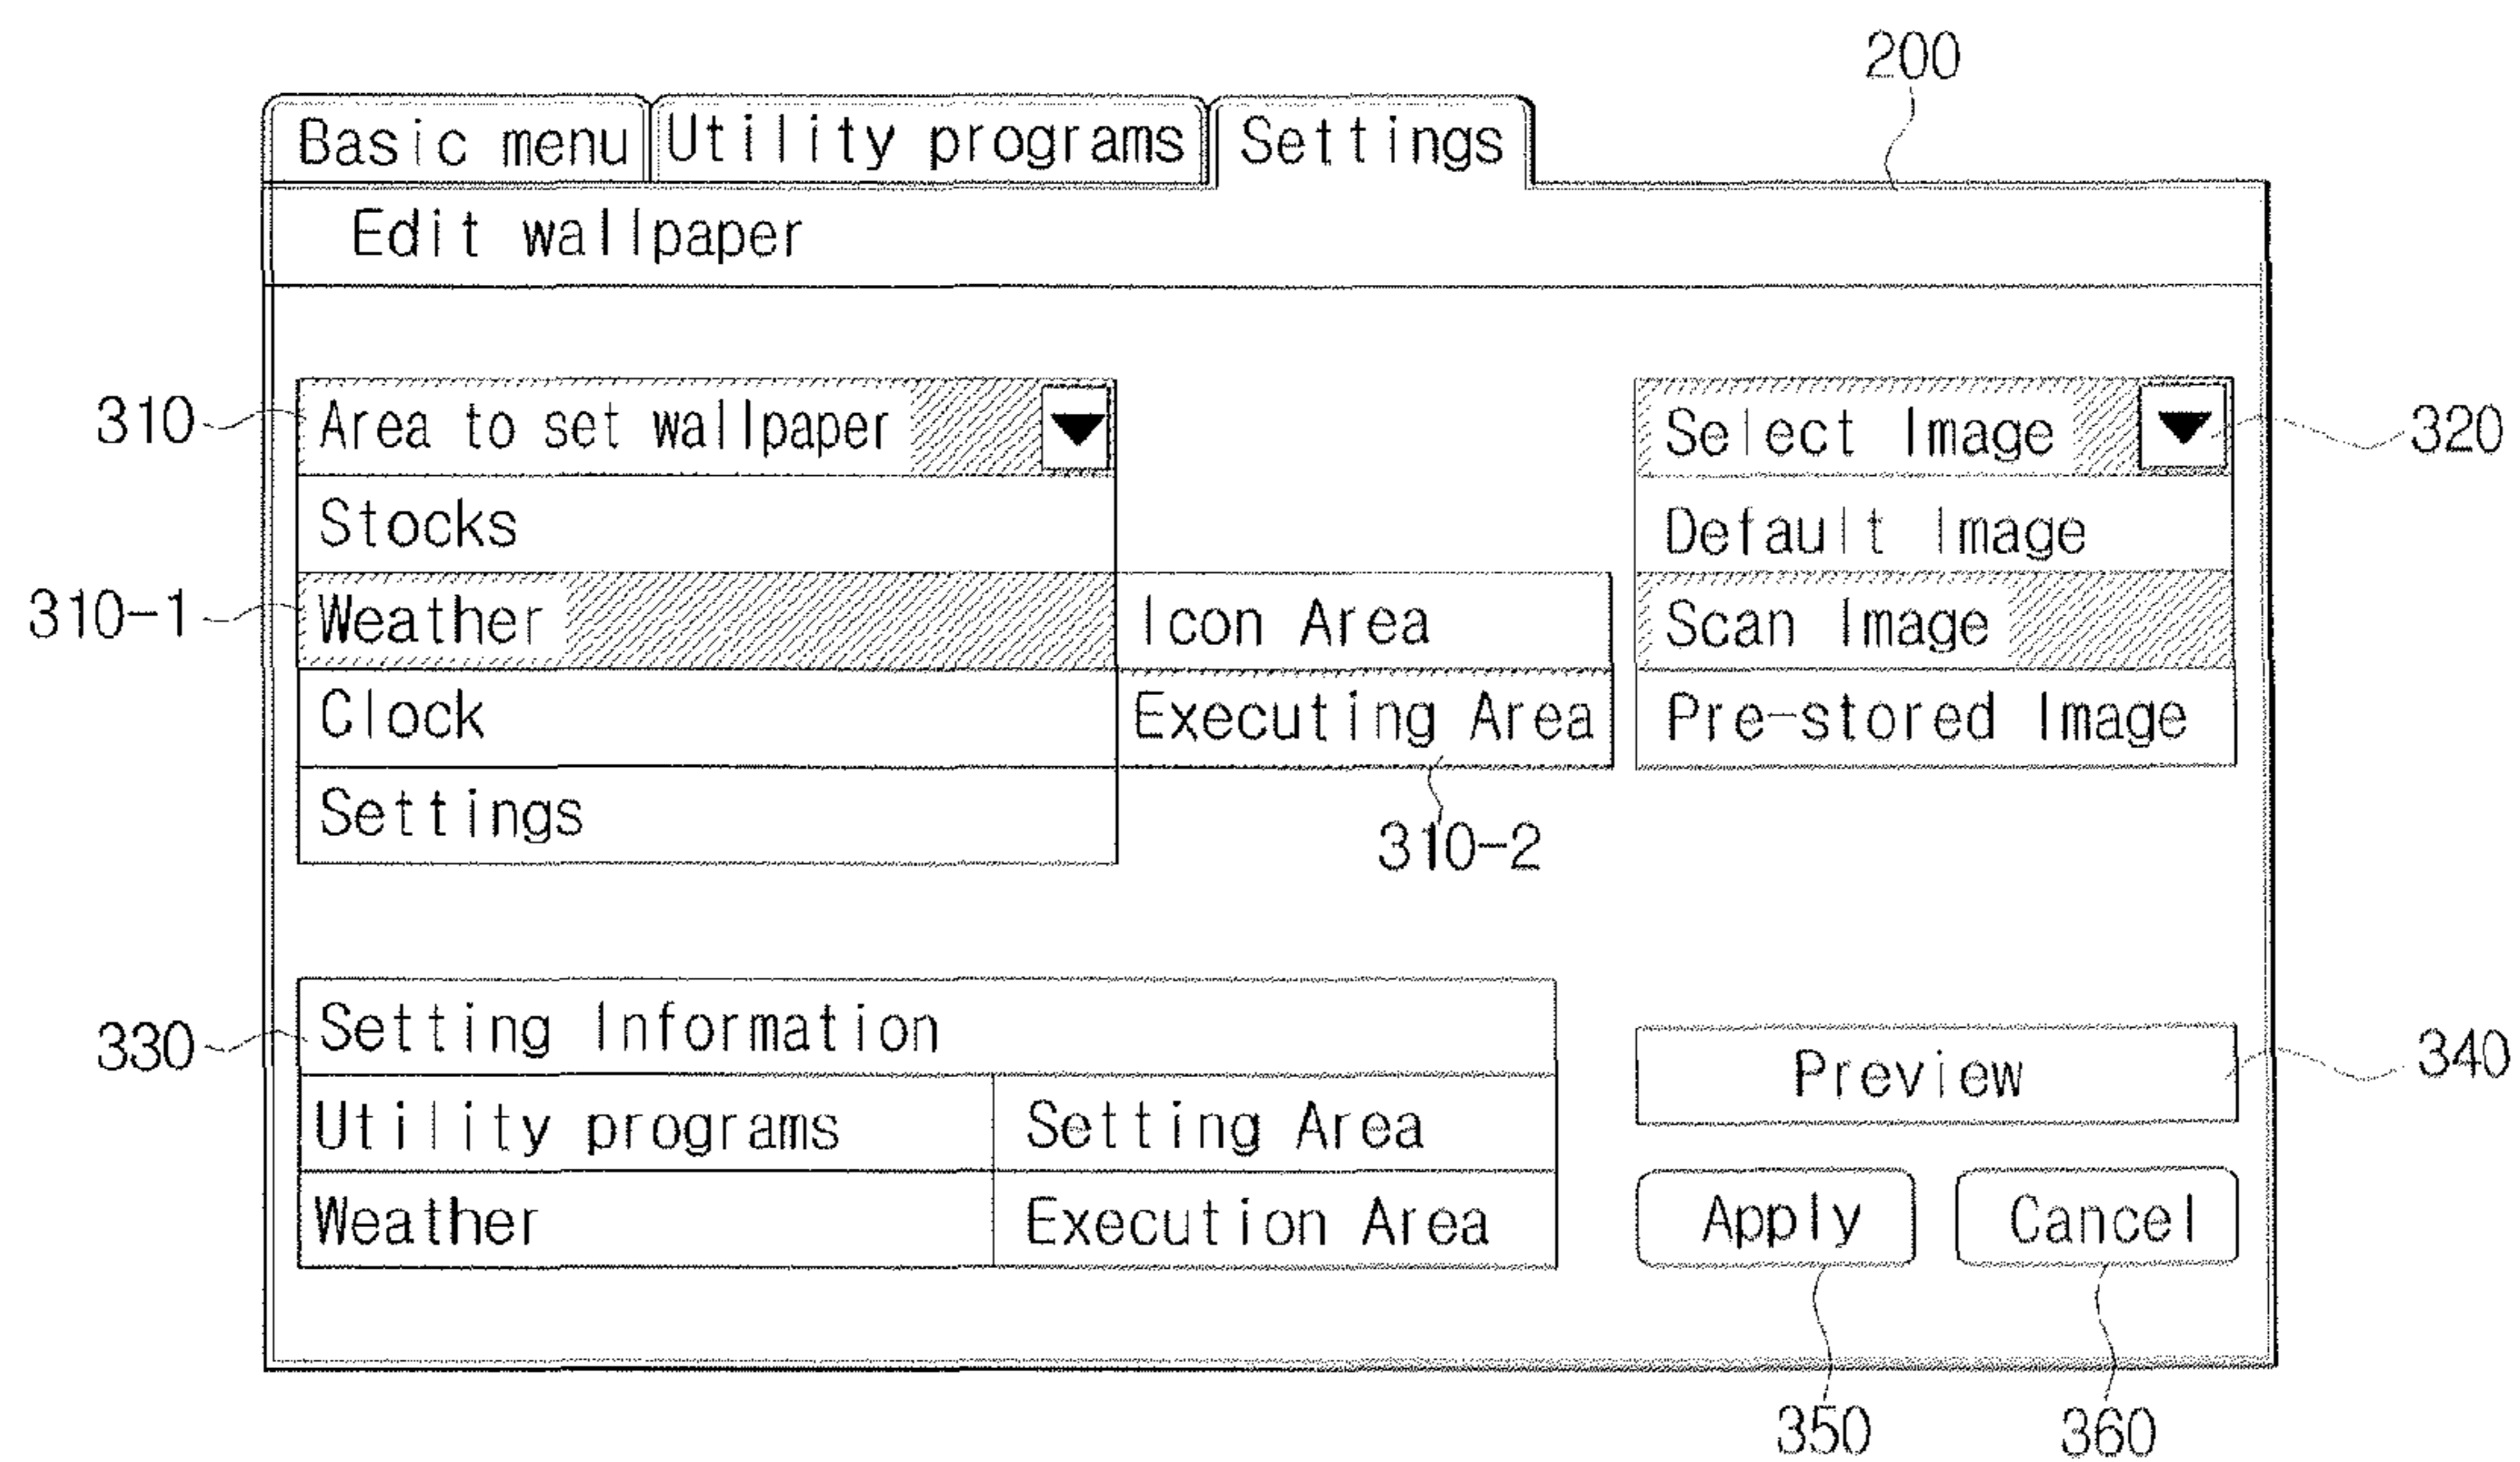 200
Basic menu Utility programs Settings
Edit wallpaper
310 Area to set wallpaper Select Image 320
Stocks Default Image
310-1 Weather Icon Area Scan Image
Clock Executing Area Pre-stored Image
Settings 310-2
330 Setting Information
Preview 340
Utility programs Setting Area
Weather Execution Area Apply Cancel
350 360